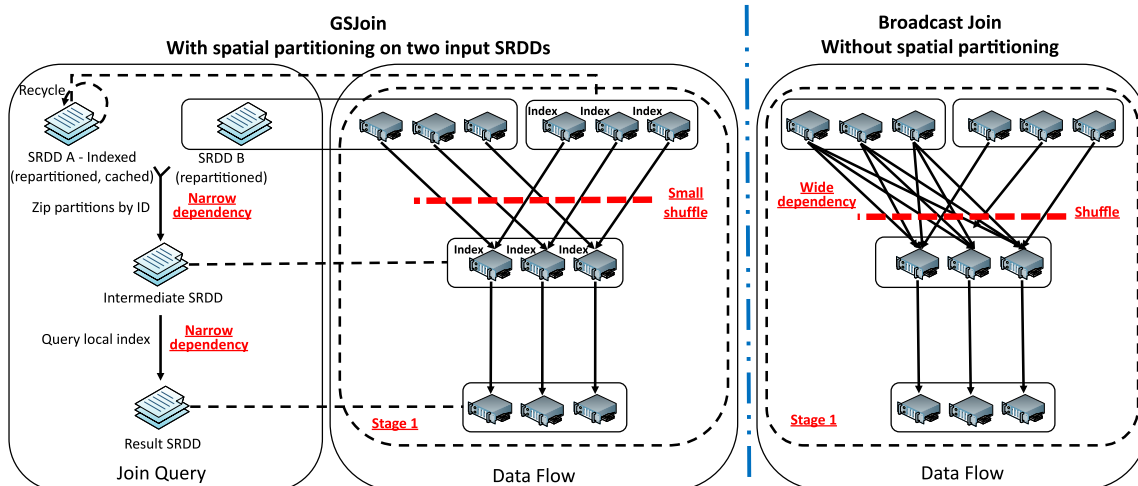 GSJoin
With spatial partitioning on two input SRDDs
Broadcast Join
Without spatial partitioning
Recycle
SRDD A - Indexed
(repartitioned, cached)
SRDD B
(repartitioned)
Zip partitions by ID
Narrow
dependency
Intermediate SRDD
Query local index
Narrow
dependency
Result SRDD
Join Query
Index
Index
Index
Small
shuffle
Index
Index
Index
Stage 1
Data Flow
Wide
dependency
Shuffle
Stage 1
Data Flow